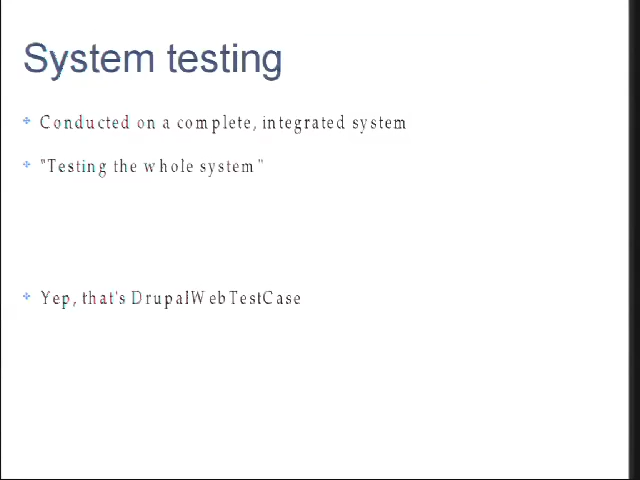 System testing
Conducted on a complete, integrated system
"Testing the whole system"
Yep, that's DrupalWebTestCase